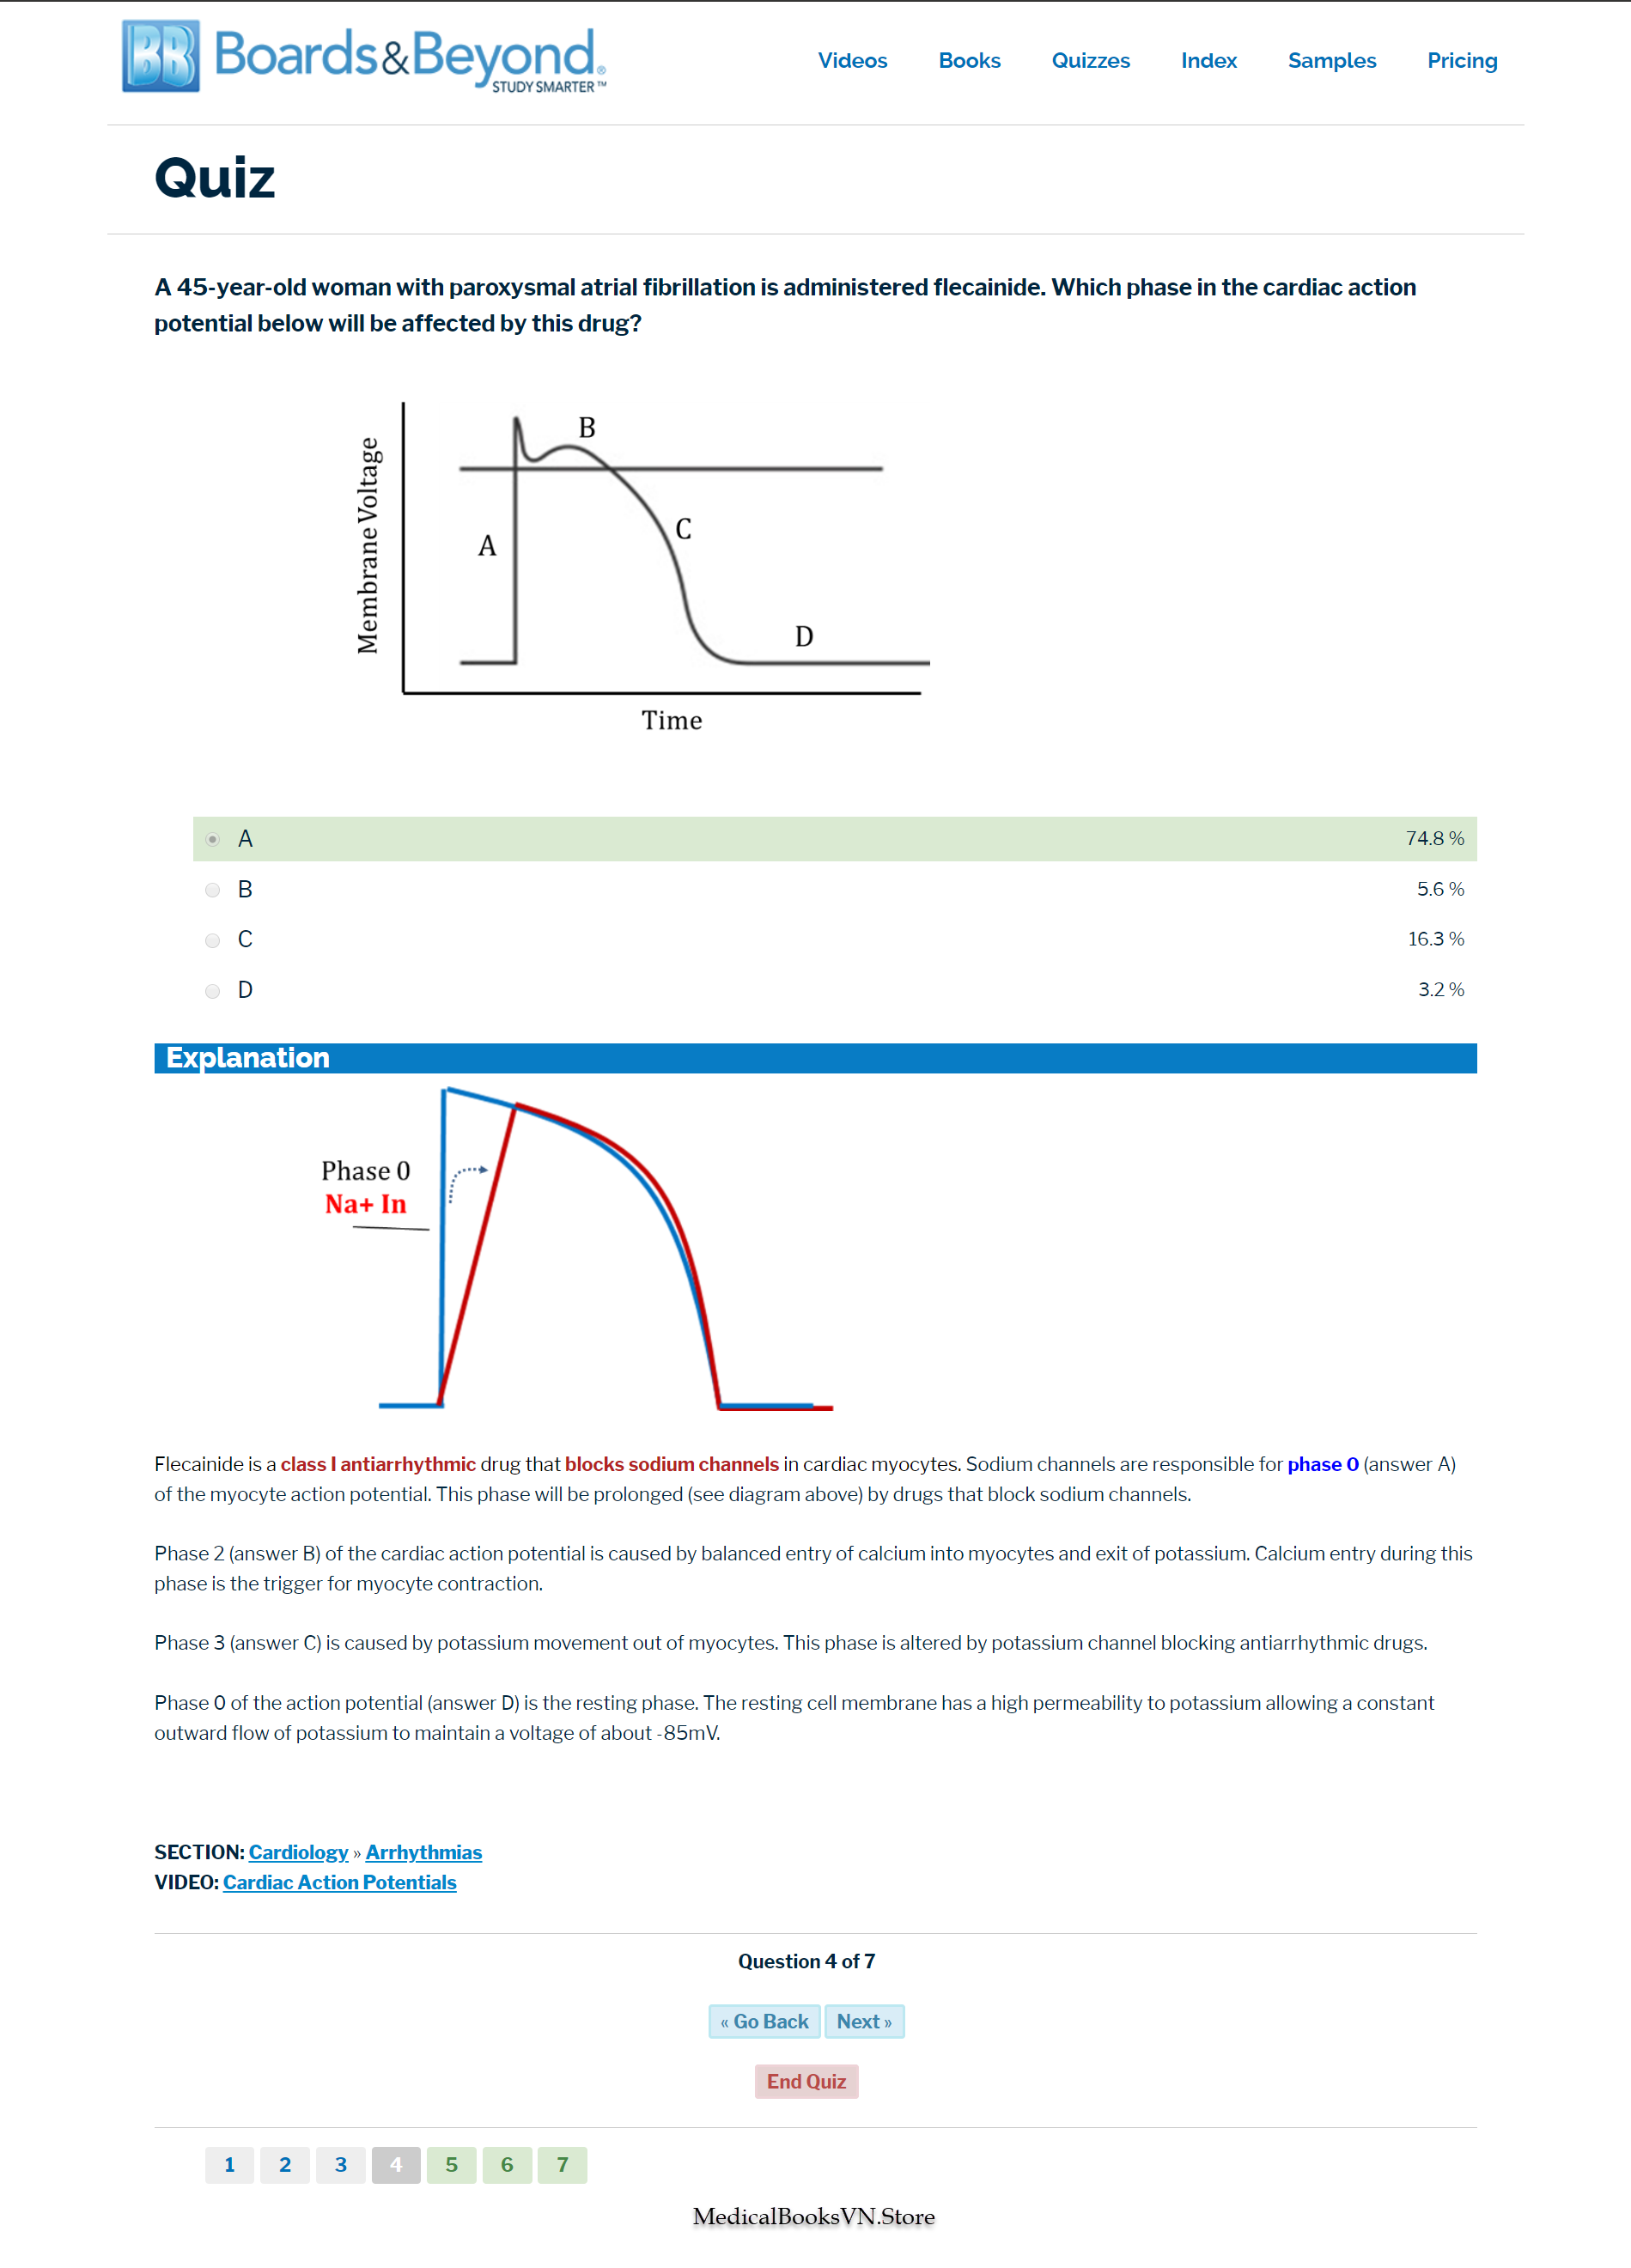 BB Boards&Beyond®
STUDY SMARTER™
Videos Books Quizzes Index Samples Pricing
Quiz
A 45-year-old woman with paroxysmal atrial fibrillation is administered flecainide. Which phase in the cardiac action
potential below will be affected by this drug?
Membrane Voltage
B
C
A
D
Time
A 74.8 %
B 5.6 %
C 16.3 %
D 3.2 %
Explanation
Phase 0
Na+ In
Flecainide is a class I antiarrhythmic drug that blocks sodium channels in cardiac myocytes. Sodium channels are responsible for phase 0 (answer A)
of the myocyte action potential. This phase will be prolonged (see diagram above) by drugs that block sodium channels.
Phase 2 (answer B) of the cardiac action potential is caused by balanced entry of calcium into myocytes and exit of potassium. Calcium entry during this
phase is the trigger for myocyte contraction.
Phase 3 (answer C) is caused by potassium movement out of myocytes. This phase is altered by potassium channel blocking antiarrhythmic drugs.
Phase 0 of the action potential (answer D) is the resting phase. The resting cell membrane has a high permeability to potassium allowing a constant
outward flow of potassium to maintain a voltage of about -85mV.
SECTION: Cardiology » Arrhythmias
VIDEO: Cardiac Action Potentials
Question 4 of 7
« Go Back Next »
End Quiz
1 2 3 4 5 6 7
MedicalBooksVN.Store